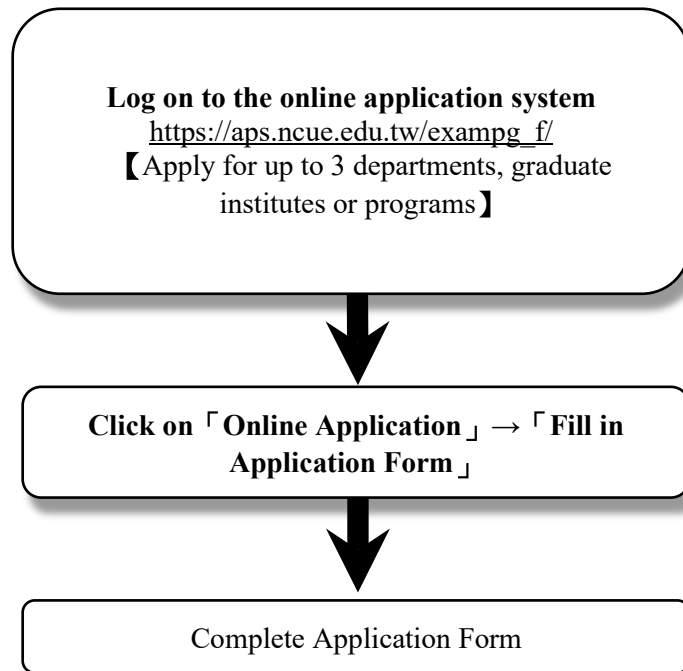 Log on to the online application system
https://aps.ncue.edu.tw/exampg_f/
【Apply for up to 3 departments, graduate
institutes or programs】
Click on「Online Application」→「Fill in
Application Form」
Complete Application Form